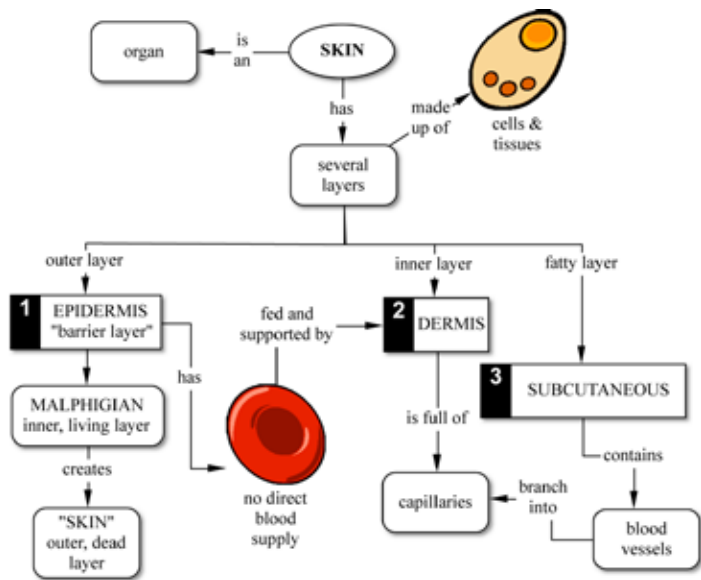 organ
is
an
SKIN
has
made
up of
cells &
tissues
several
layers
outer layer
inner layer
fatty layer
1
EPIDERMIS
"barrier layer"
fed and
supported by
2
DERMIS
has
3
SUBCUTANEOUS
MALPHIGIAN
inner, living layer
is full of
creates
contains
"SKIN"
outer, dead
layer
no direct
blood
supply
capillaries
branch
into
blood
vessels